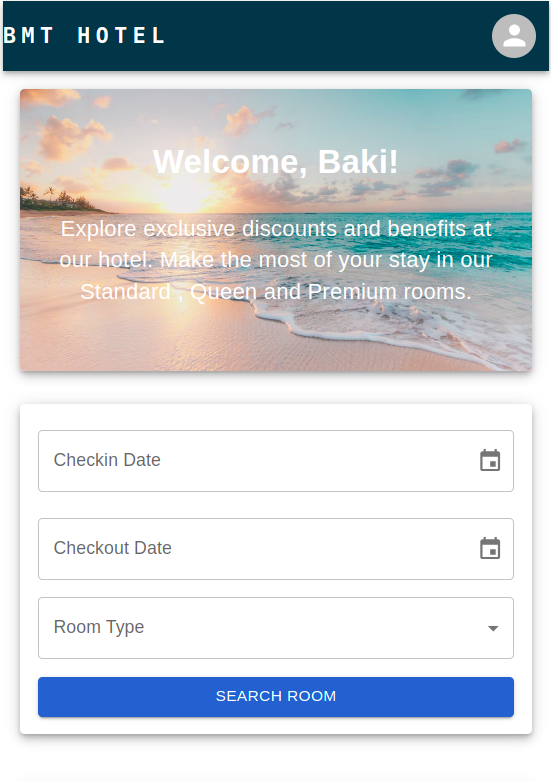 BMT HOTEL
Welcome, Baki!
Explore exclusive discounts and benefits at
our hotel. Make the most of your stay in our
Standard , Queen and Premium rooms.
Checkin Date
Checkout Date
Room Type
SEARCH ROOM